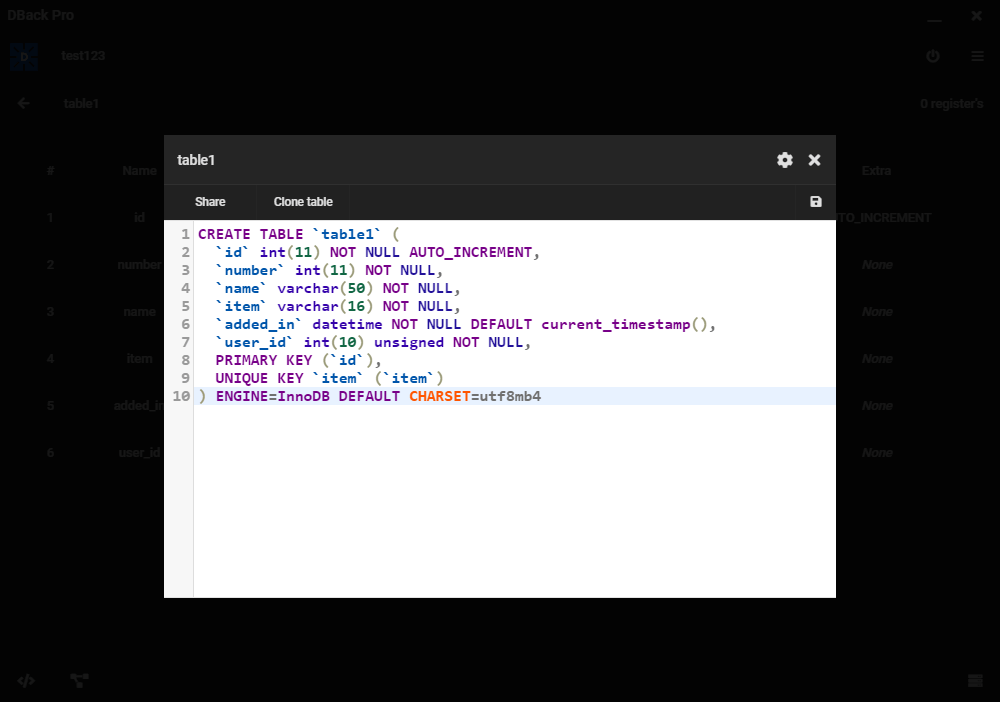 DBack Pro
b
test123
table1
0 register's
# Name Extra
1 id TO_INCREMENT
2 number None
3 name None
4 item None
5 added_in None
6 user_id None
table1
Share Clone table
1 CREATE TABLE `table1` (
2 `id` int(11) NOT NULL AUTO_INCREMENT,
3 `number` int(11) NOT NULL,
4 `name` varchar(50) NOT NULL,
5 `item` varchar(16) NOT NULL,
6 `added_in` datetime NOT NULL DEFAULT current_timestamp(),
7 `user_id` int(10) unsigned NOT NULL,
8 PRIMARY KEY (`id`),
9 UNIQUE KEY `item` (`item`)
10 ) ENGINE=InnoDB DEFAULT CHARSET=utf8mb4